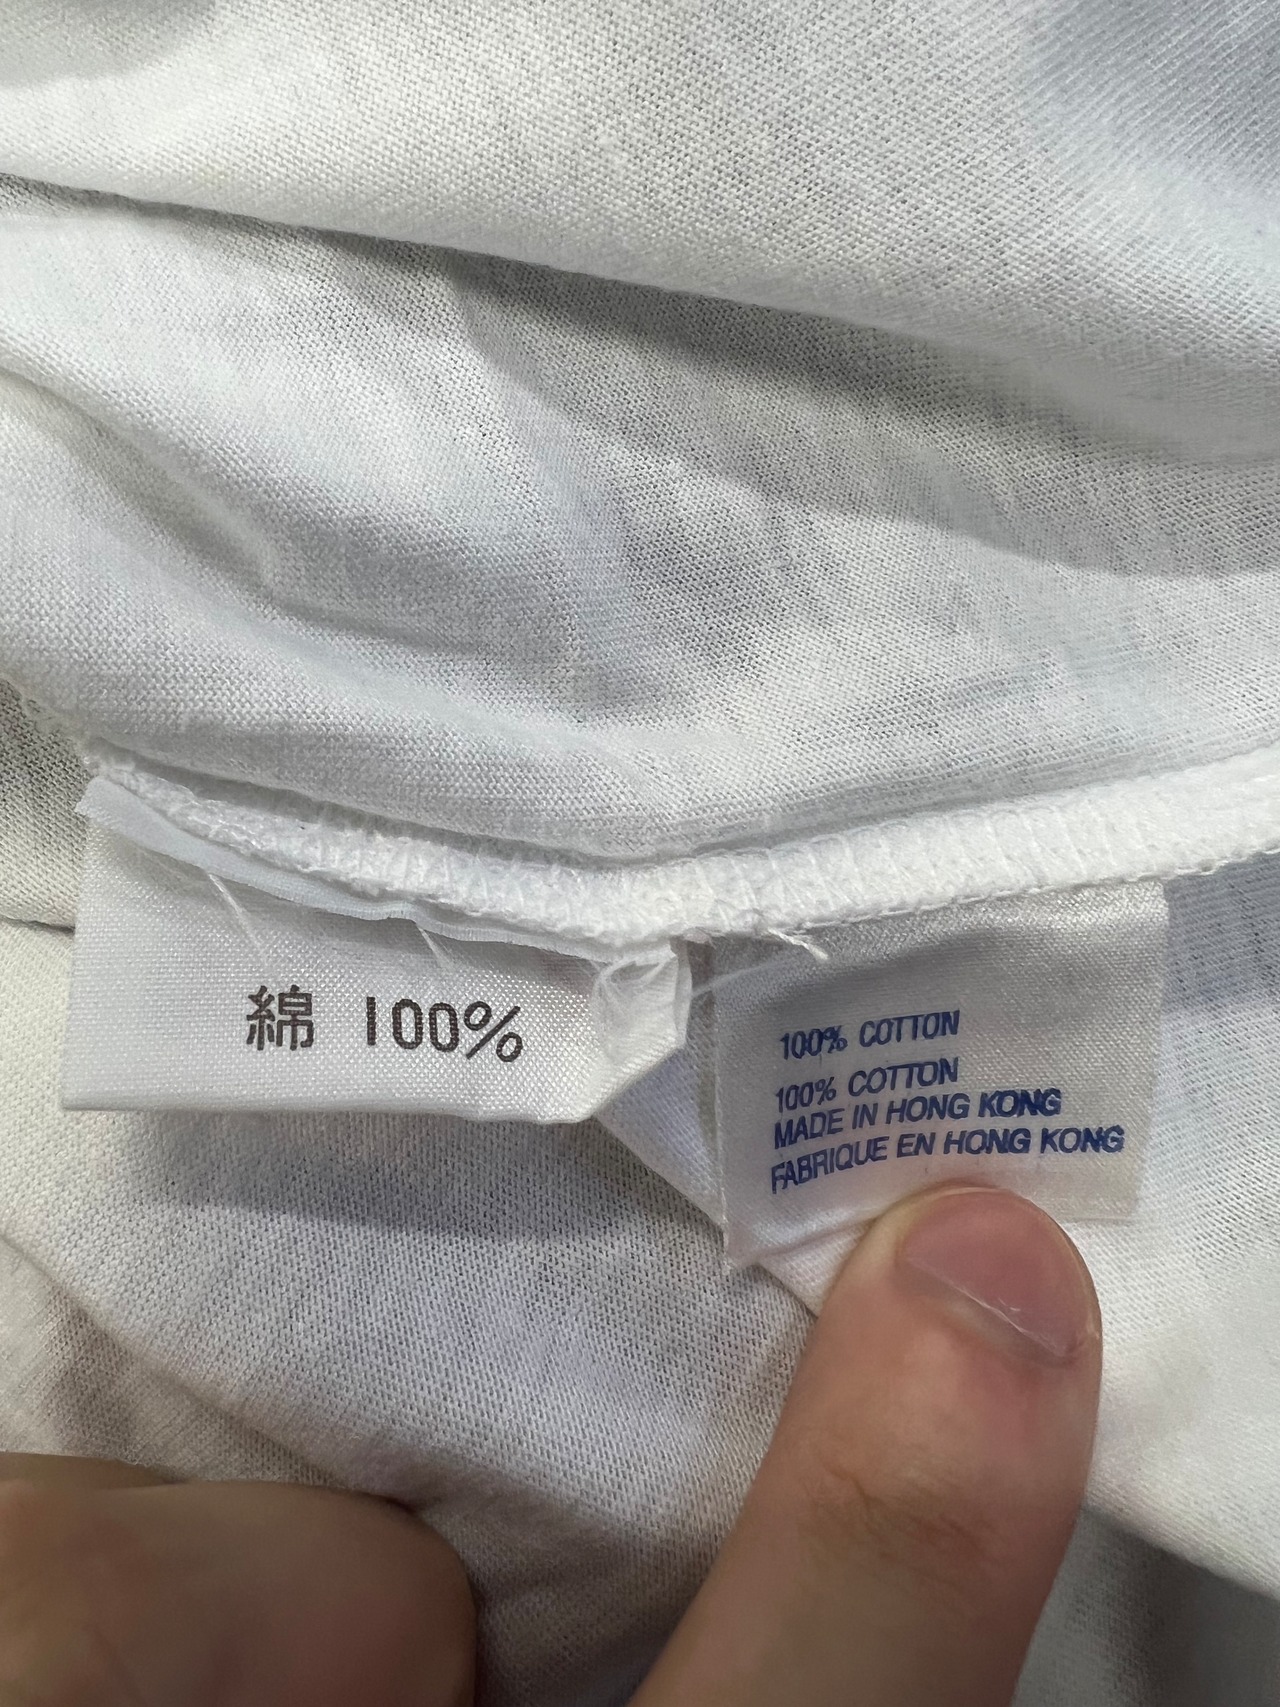 綿 100%
100% COTTON
100% COTTON
MADE IN HONG KONG
FABRIQUE EN HONG KONG